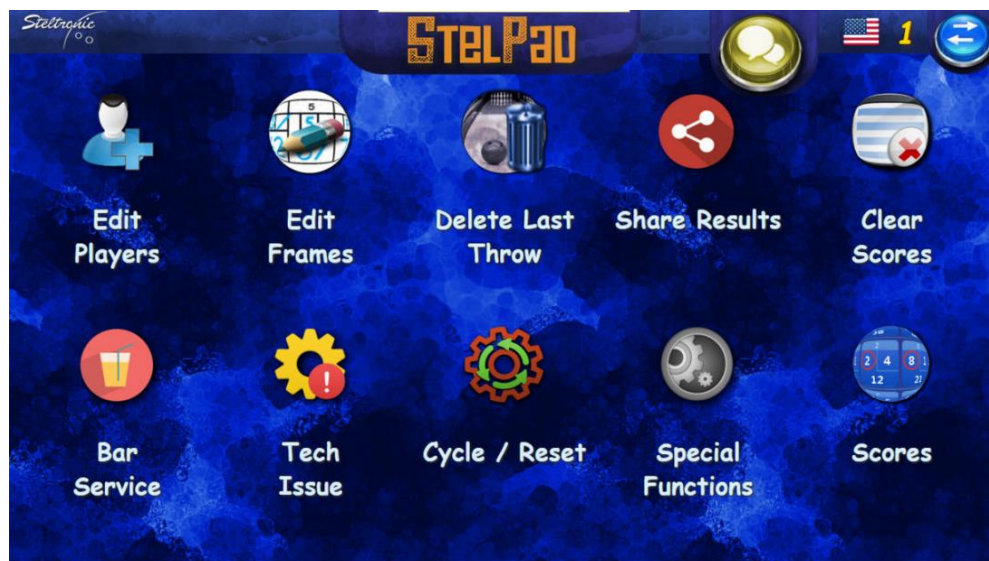 Steltronic
STELPAD
1
Edit
Players
Edit
Frames
Delete Last
Throw
Share Results
Clear
Scores
Bar
Service
Tech
Issue
Cycle / Reset
Special
Functions
Scores